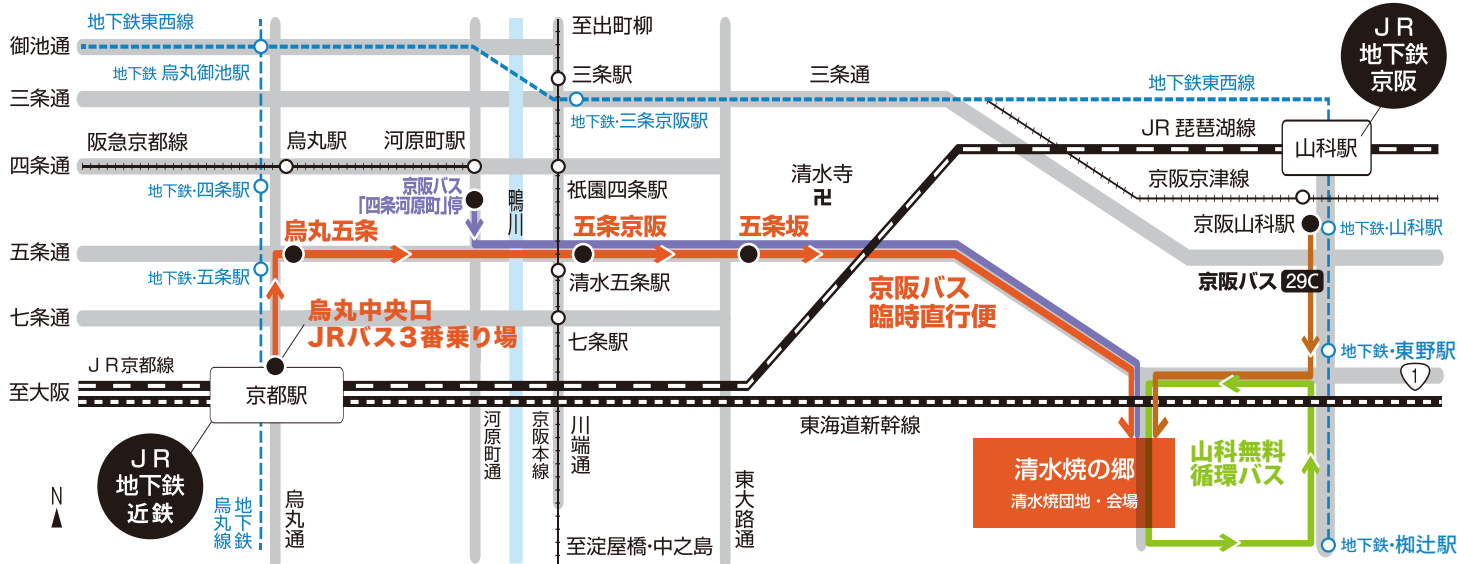 地下鉄東西線
御池通
地下鉄 烏丸御池駅
至出町柳
三条駅
三条通
三条通
地下鉄東西線
JR
地下鉄
京阪
地下鉄・三条京阪駅
阪急京都線
烏丸駅
河原町駅
四条通
JR琵琶湖線
山科駅
地下鉄・四条駅
京阪バス
「四条河原町」停
鴨川
祇園四条駅
清水寺
卍
京阪京津線
京阪山科駅
地下鉄・山科駅
烏丸五条
五条京阪
五条坂
五条通
地下鉄・五条駅
清水五条駅
京阪バス
臨時直行便
京阪バス 29C
烏丸中央口
JRバス3番乗り場
七条通
七条駅
地下鉄・東野駅
1
JR京都線
至大阪
京都駅
河原町通
京阪本線
川端通
東海道新幹線
東大路通
清水焼の郷
清水焼団地・会場
山科無料
循環バス
JR
地下鉄
近鉄
N
地下鉄
烏丸線
烏丸通
至淀屋橋・中之島
地下鉄・椥辻駅